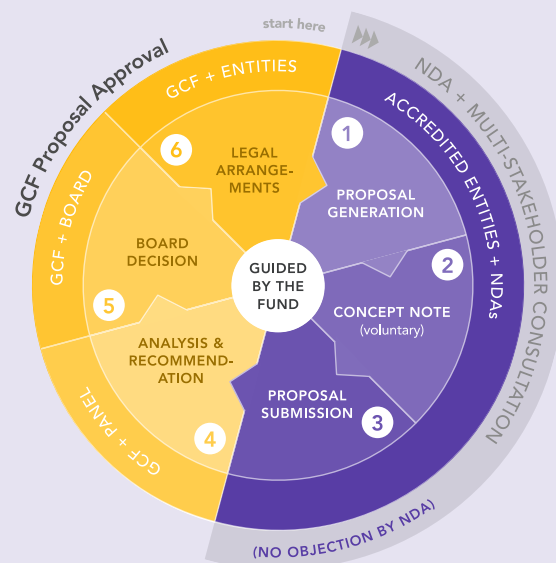 start here
GCF Proposal Approval
NDA + MULTI-STAKEHOLDER CONSULTATION
ACCREDITED ENTITIES + NDAs
GCF + ENTITIES
1
PROPOSAL
GENERATION
2
CONCEPT NOTE
(voluntary)
3
PROPOSAL
SUBMISSION
(NO OBJECTION BY NDA)
4
ANALYSIS &
RECOMMEND-
ATION
GCF + PANEL
5
BOARD
DECISION
GCF + BOARD
6
LEGAL
ARRANGE-
MENTS
GUIDED
BY THE
FUND